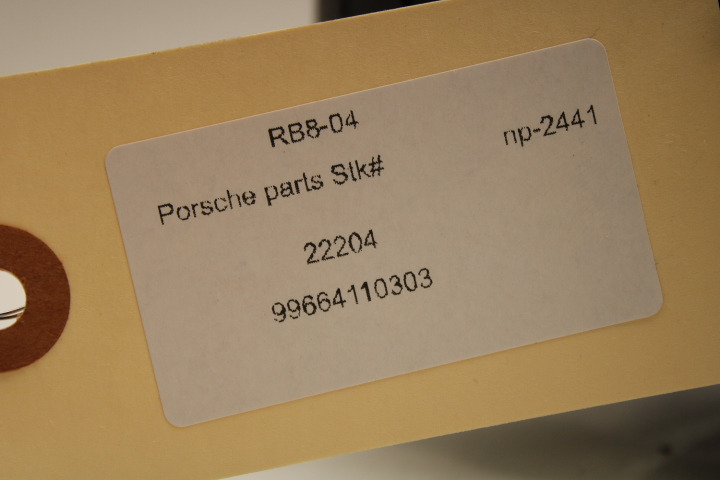 RB8-04
np-2441
Porsche parts Stk#
22204
99664110303